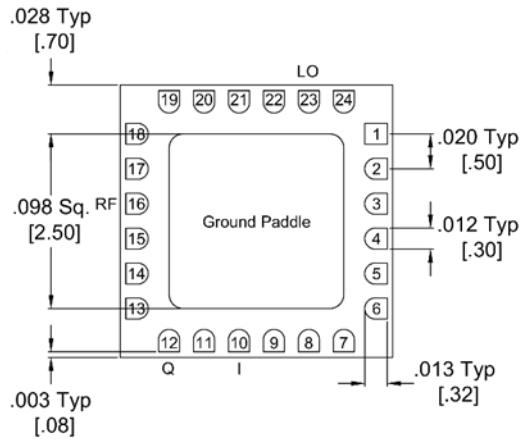 .028 Typ
[.70]
LO
19 20 21 22 23 24
18 1
.020 Typ
[.50]
17 2
.098 Sq.
[2.50]
RF 16 3
Ground Paddle
.012 Typ
[.30]
15 4
14 5
13 6
12 11 10 9 8 7
Q I
.013 Typ
[.32]
.003 Typ
[.08]